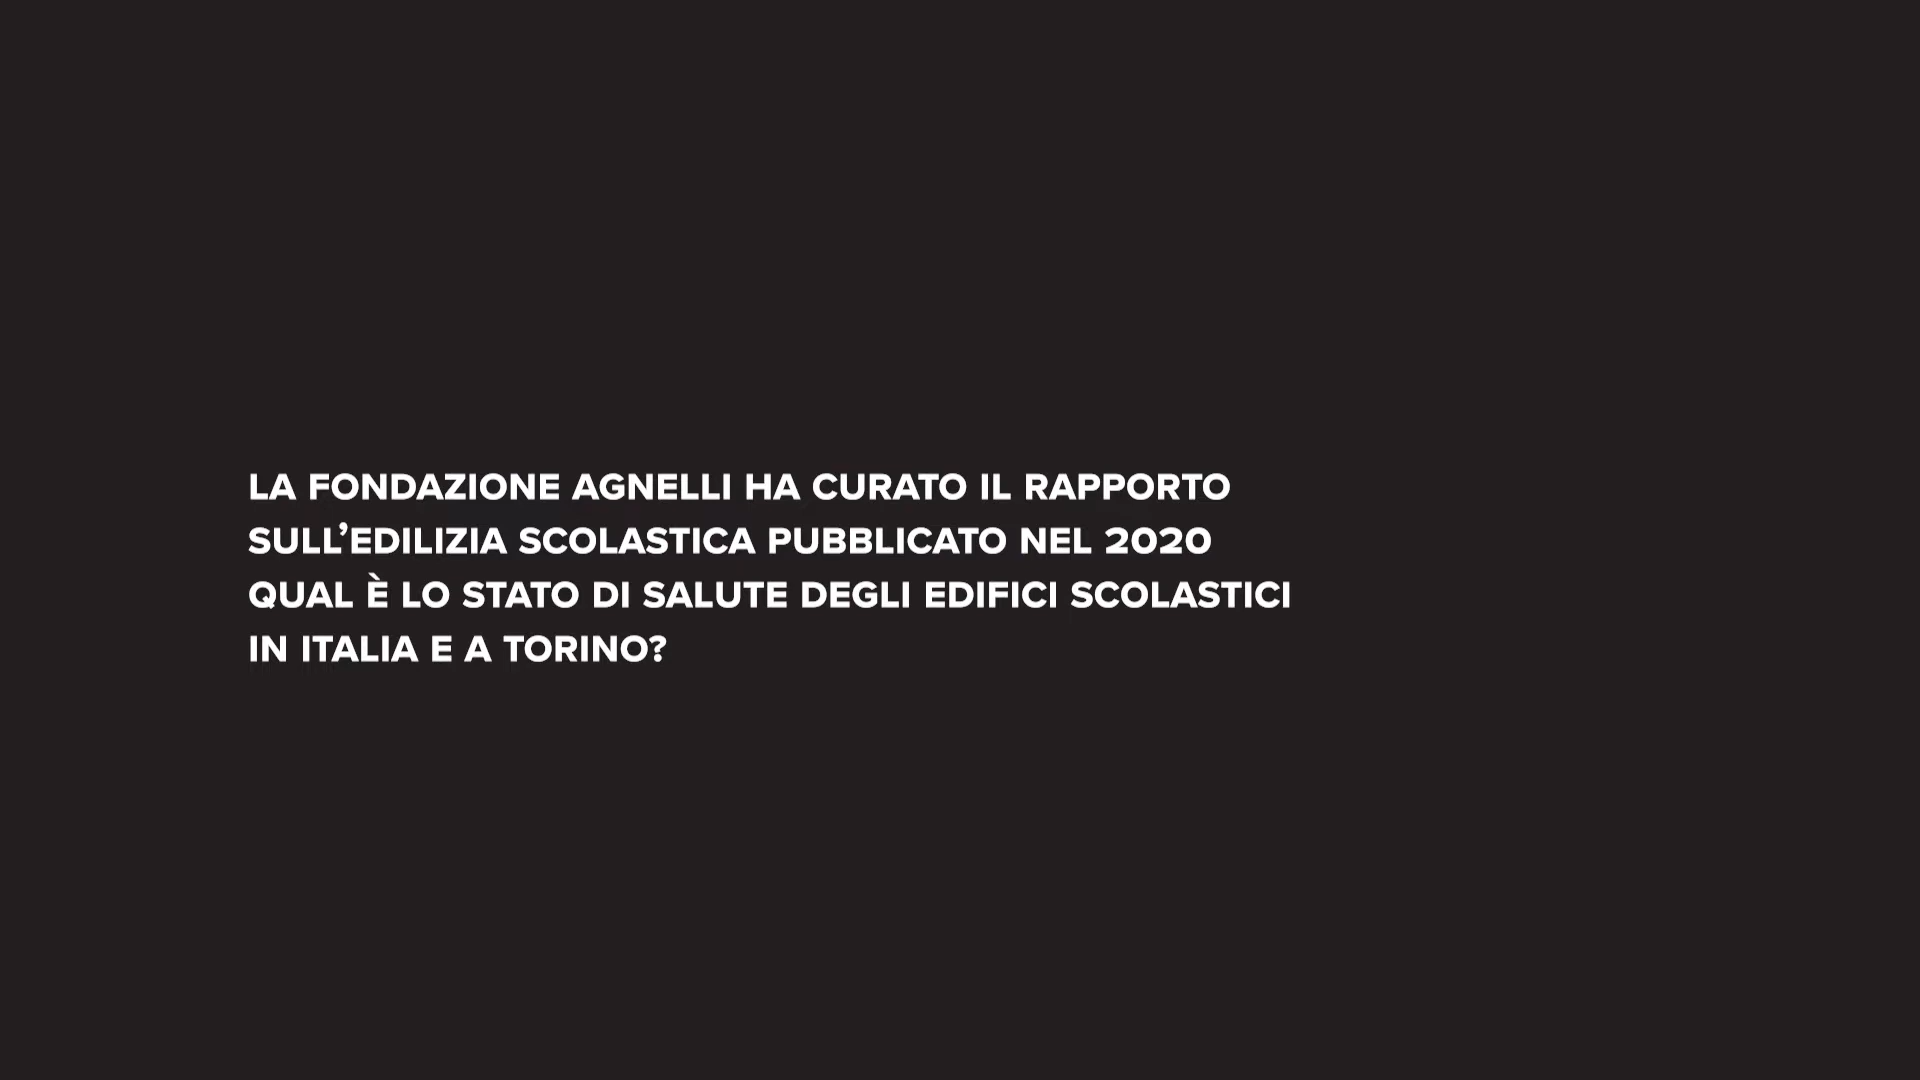 LA FONDAZIONE AGNELLI HA CURATO IL RAPPORTO
SULL’EDILIZIA SCOLASTICA PUBBLICATO NEL 2020
QUAL È LO STATO DI SALUTE DEGLI EDIFICI SCOLASTICI
IN ITALIA E A TORINO?